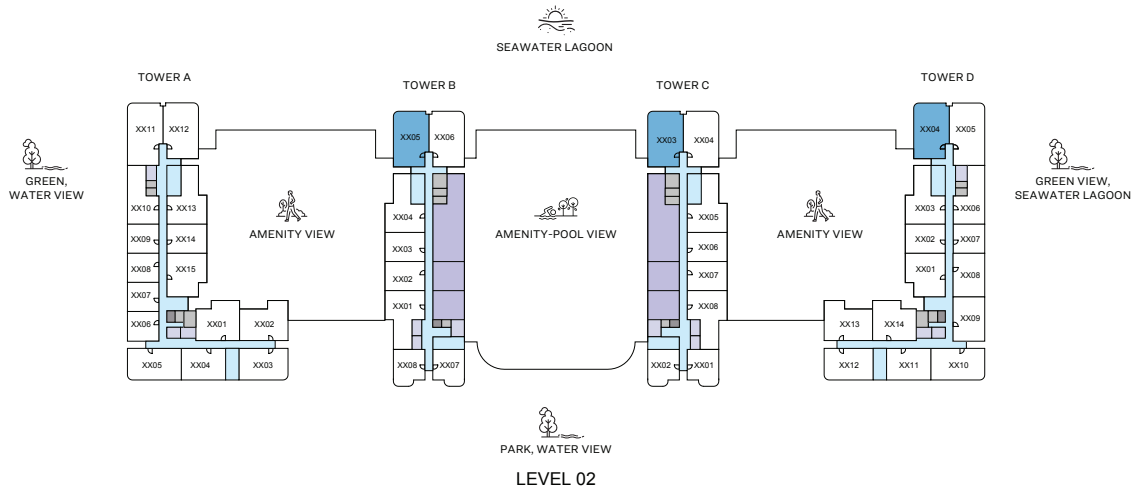 SEAWATER LAGOON
TOWER A
TOWER B
TOWER C
TOWER D
XX11
XX12
XX10
XX13
XX09
XX14
XX08
XX15
XX07
XX06
XX01
XX02
XX05
XX04
XX03
XX05
XX06
XX04
XX03
XX02
XX01
XX08
XX07
XX03
XX04
XX05
XX06
XX07
XX08
XX02
XX01
XX04
XX05
XX03
XX06
XX02
XX07
XX01
XX08
XX09
XX13
XX14
XX12
XX11
XX10
GREEN,
WATER VIEW
AMENITY VIEW
AMENITY-POOL VIEW
AMENITY VIEW
GREEN VIEW,
SEAWATER LAGOON
PARK, WATER VIEW
LEVEL 02